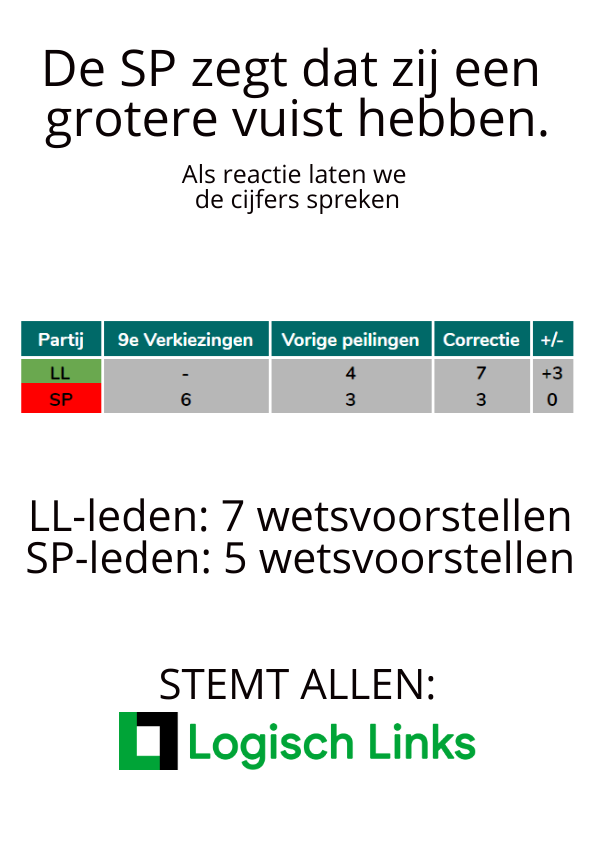 De SP zegt dat zij een
grotere vuist hebben.
Als reactie laten we
de cijfers spreken
Partij 9e Verkiezingen Vorige peilingen Correctie +/-
LL - 4 7 +3
SP 6 3 3 0
LL-leden: 7 wetsvoorstellen
SP-leden: 5 wetsvoorstellen
STEMT ALLEN:
Logisch Links